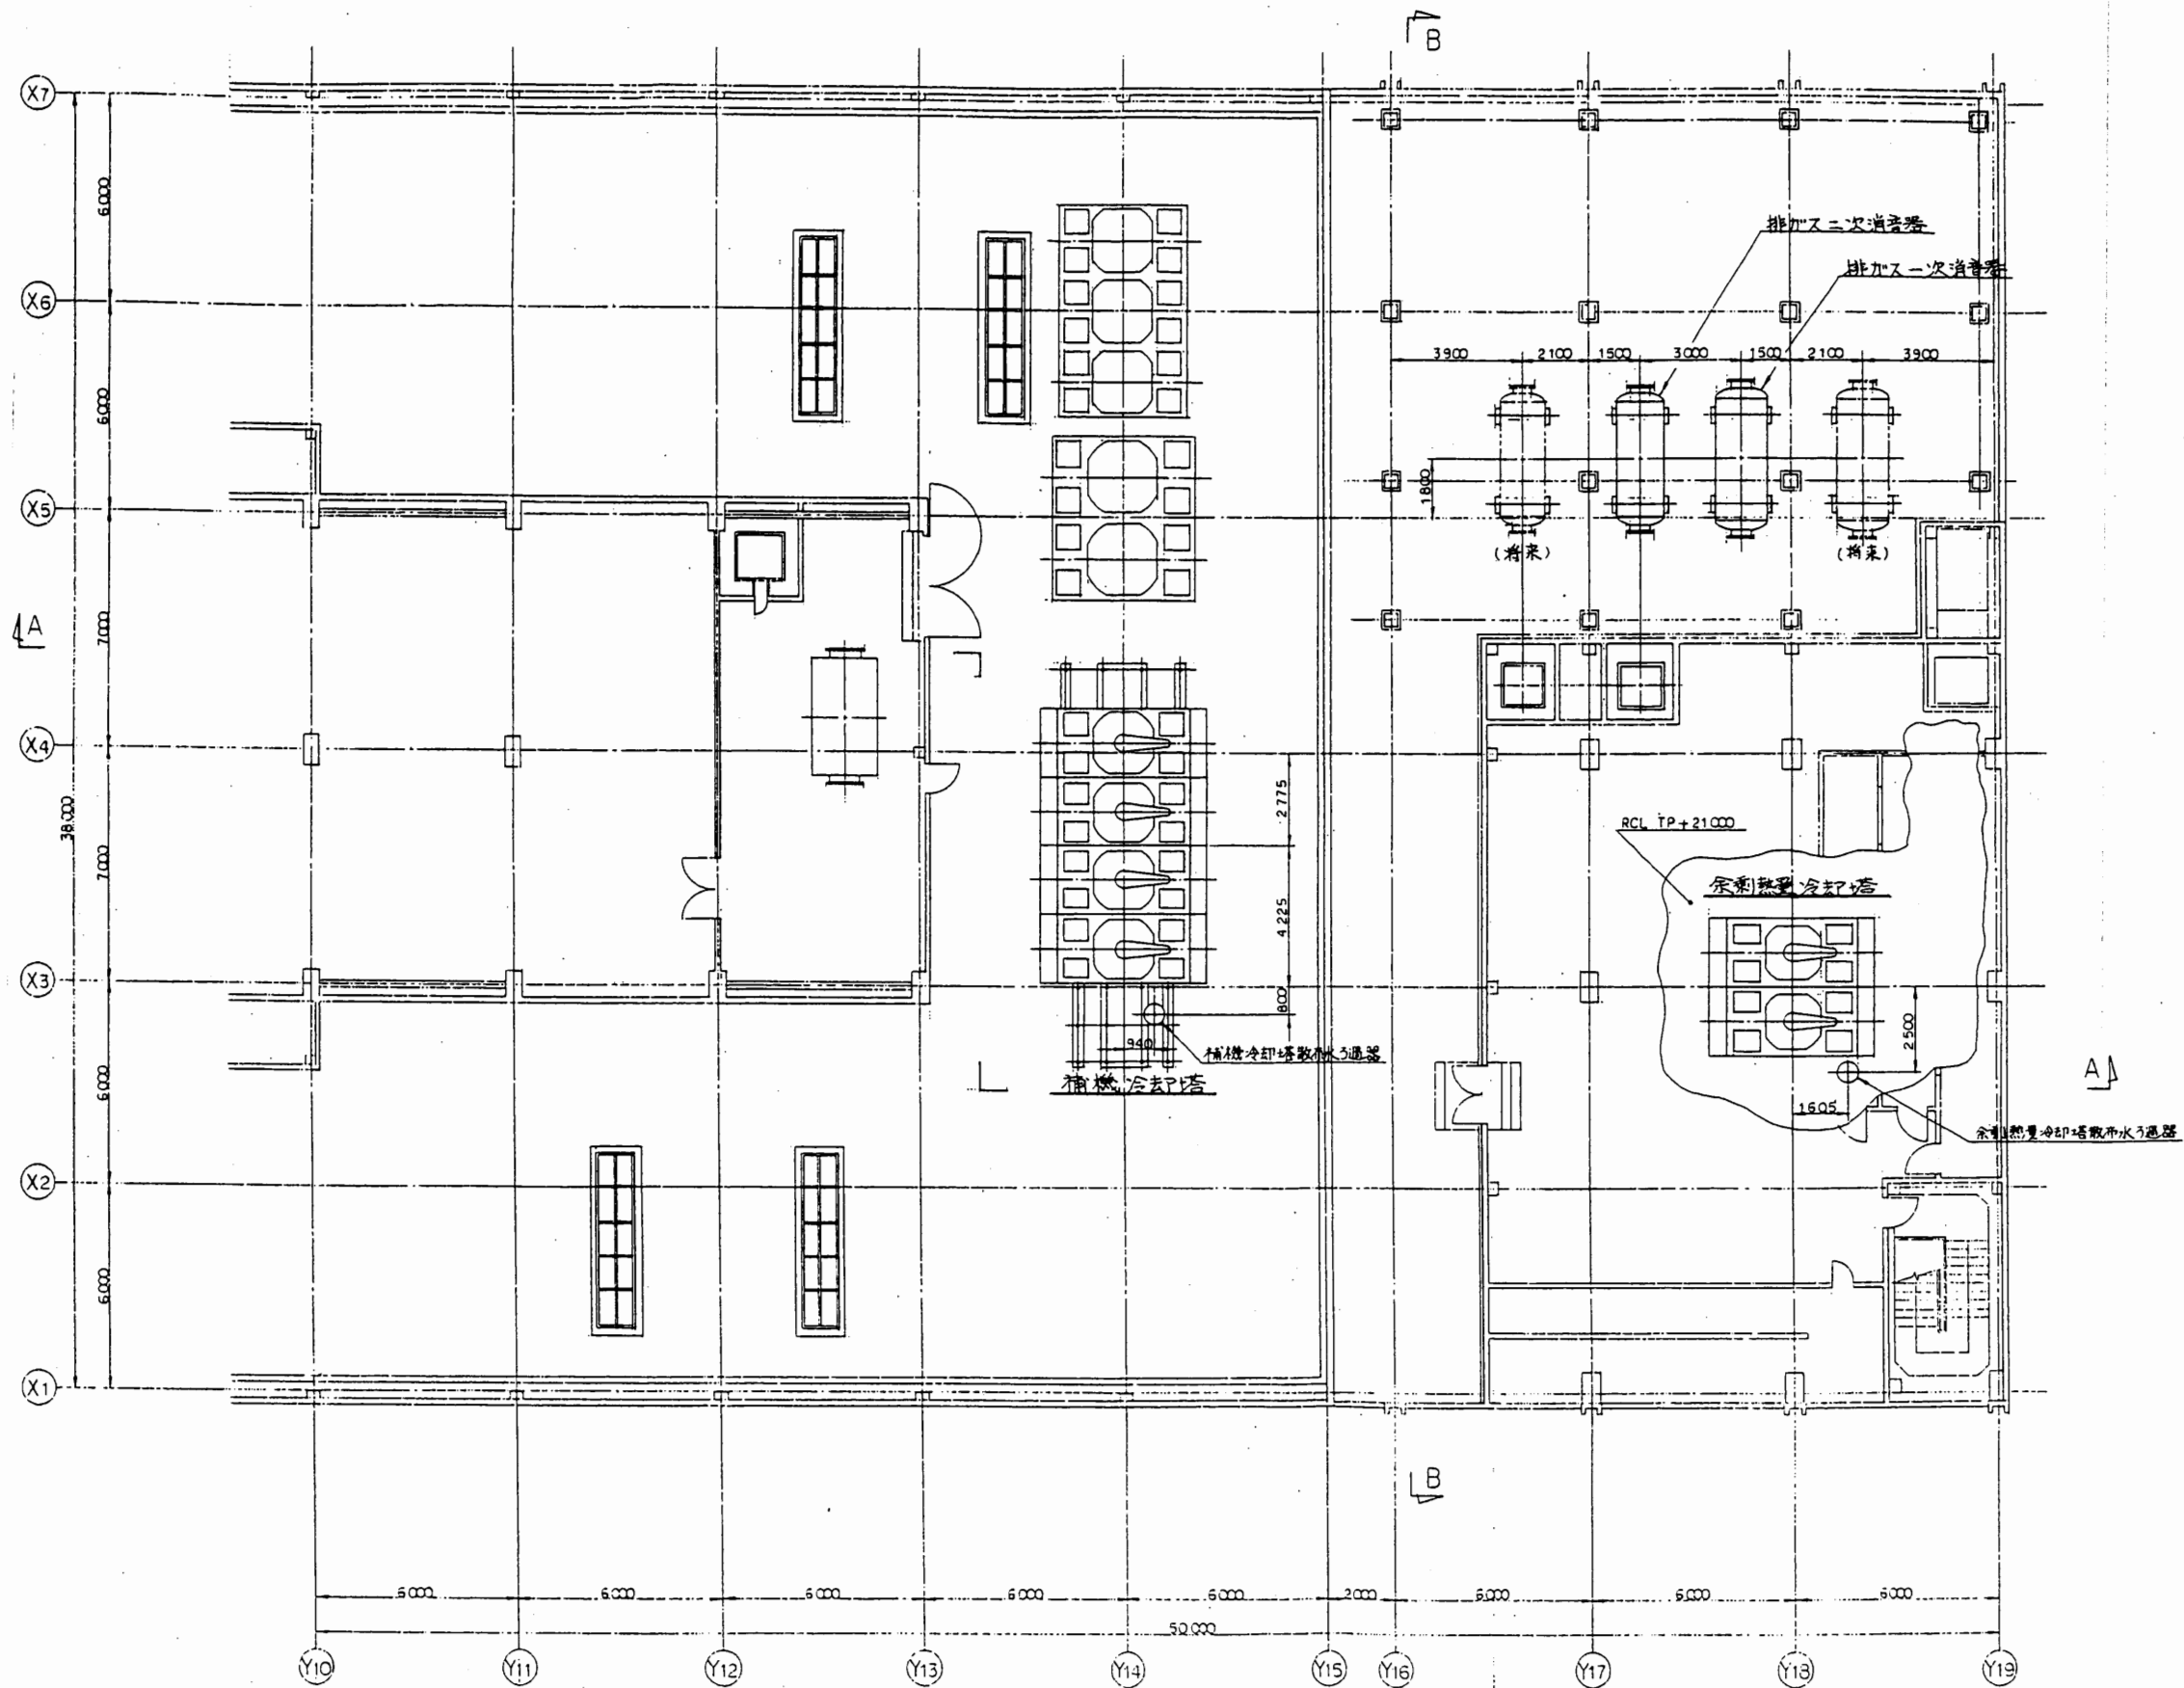 B
X7
6000
排ガス二次消音器
排ガス一次消音器
X6
3900
2100
1500
3000
1500
2100
3900
6000
1800
X5
(将来)
(将来)
7000
A
X4
38000
2775
RCL TP+21000
7000
余剰熱量冷却塔
4225
X3
800
2500
940
補機冷却塔散布水ろ過器
補機冷却塔
A
1605
余剰熱量冷却塔散布水ろ過器
6000
X2
6000
X1
B
6000
6000
6000
6000
6000
2000
6000
6000
6000
50000
Y10
Y11
Y12
Y13
Y14
Y15
Y16
Y17
Y18
Y19